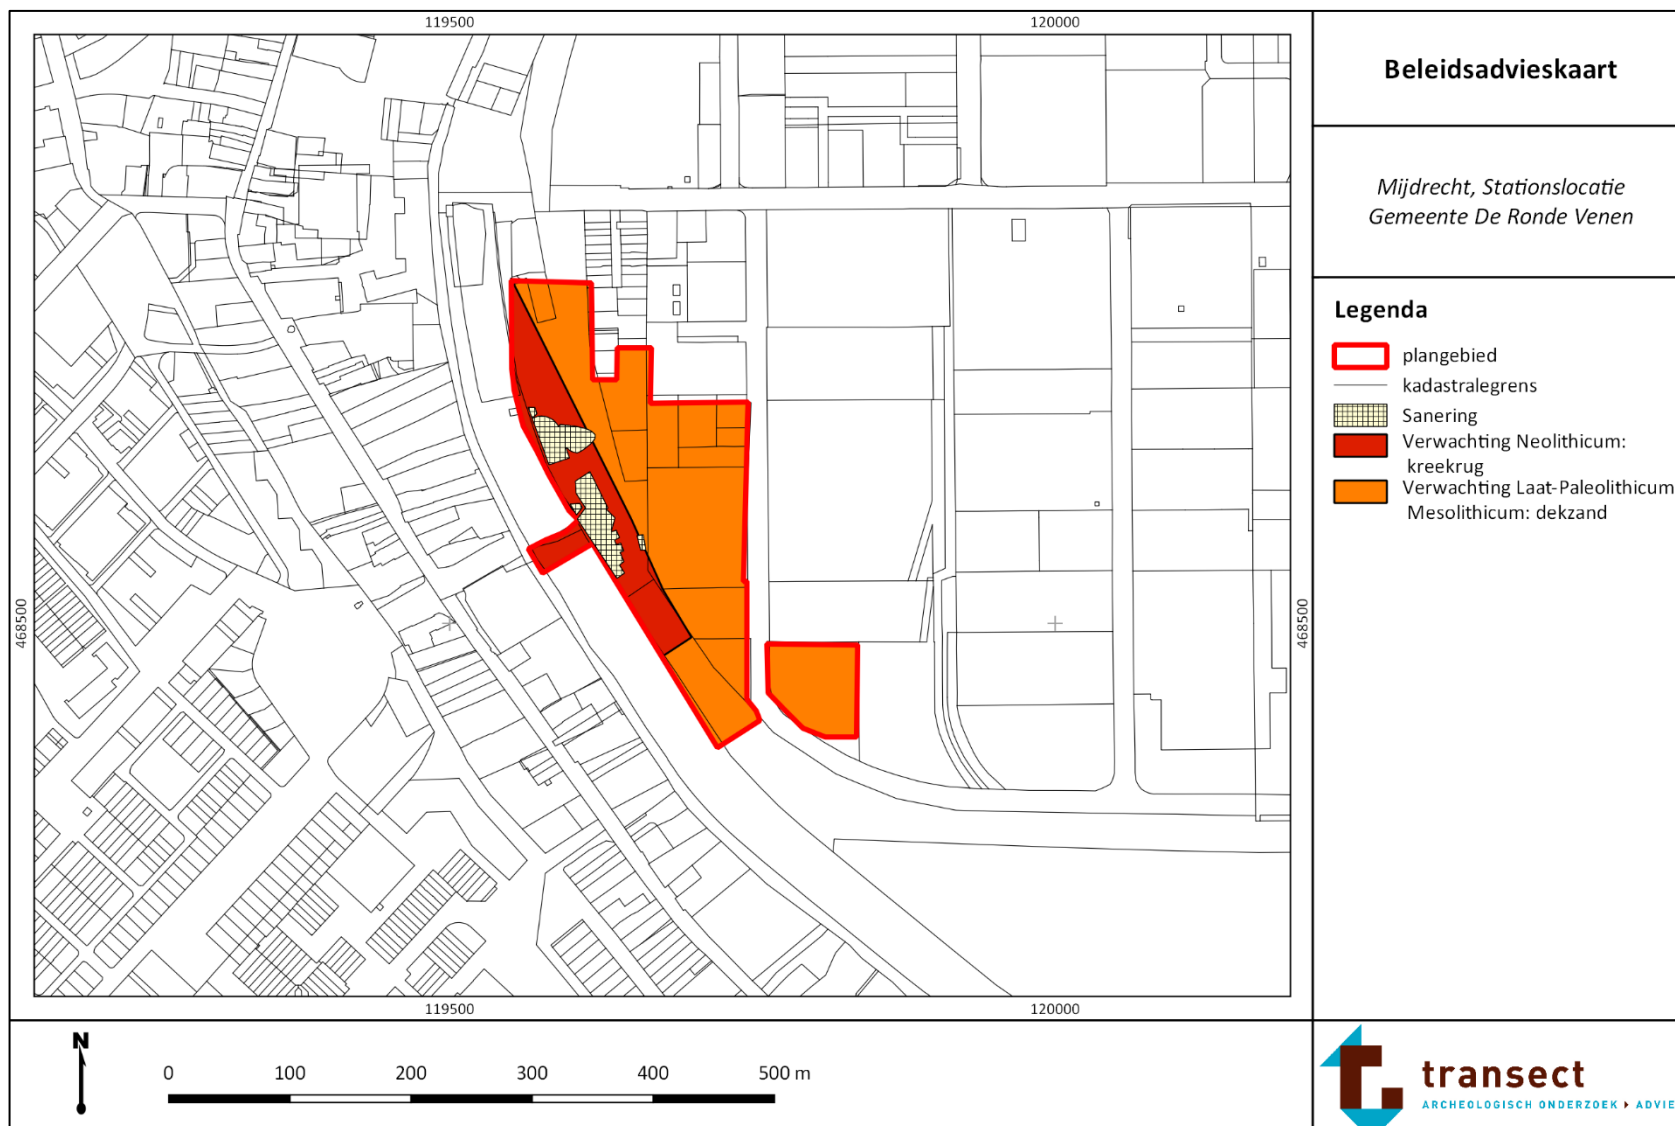 119500
120000
Beleidsadvieskaart
Mijdrecht, Stationslocatie
Gemeente De Ronde Venen
Legenda
plangebied
kadastralegrens
Sanering
Verwachting Neolithicum:
kreekrug
Verwachting Laat-Paleolithicum
Mesolithicum: dekzand
468500
468500
119500
120000
N
0 100 200 300 400 500 m
transect
ARCHEOLOGISCH ONDERZOEK ADVIE